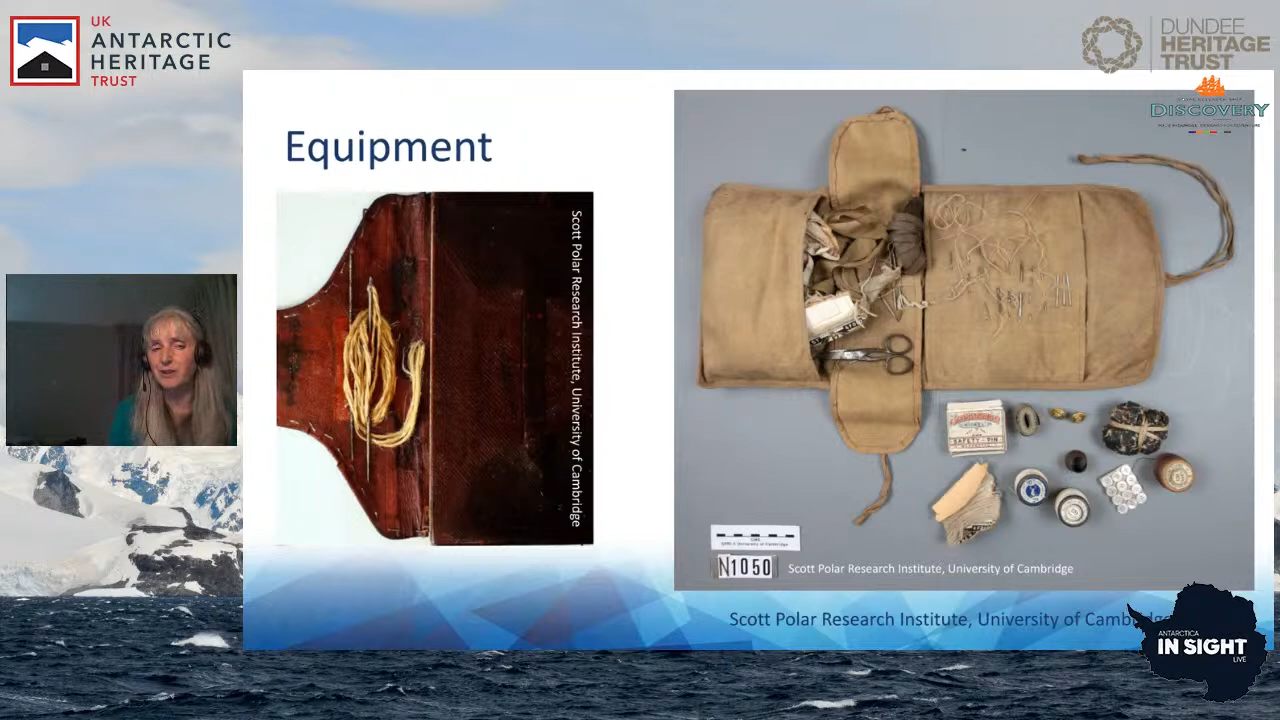 UK
ANTARCTIC
HERITAGE
TRUST
DUNDEE
HERITAGE
TRUST
DISCOVERY
Equipment
Scott Polar Research Institute, University of Cambridge
SAFETY PIN
N1050
Scott Polar Research Institute, University of Cambridge
Scott Polar Research Institute, University of Camb
ANTARCTICA
IN SIGHT
LIVE